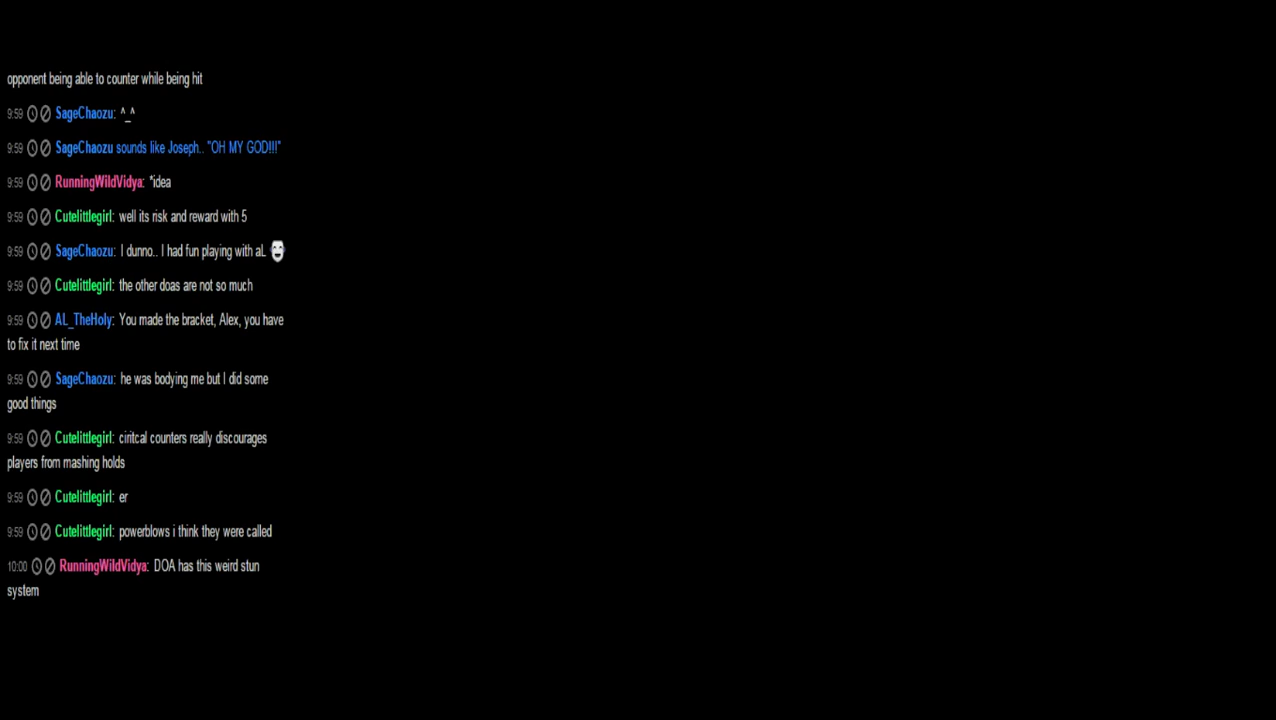 opponent being able to counter while being hit
9:59 SageChaozu: ^_^
9:59 SageChaozu sounds like Joseph.. "OH MY GOD!!!"
9:59 RunningWildVidya: *idea
9:59 Cutelittlegirl: well its risk and reward with 5
9:59 SageChaozu: I dunno.. I had fun playing with aL
9:59 Cutelittlegirl: the other doas are not so much
9:59 AL_TheHoly: You made the bracket, Alex, you have
to fix it next time
9:59 SageChaozu: he was bodying me but I did some
good things
9:59 Cutelittlegirl: ciritcal counters really discourages
players from mashing holds
9:59 Cutelittlegirl: er
9:59 Cutelittlegirl: powerblows i think they were called
10:00 RunningWildVidya: DOA has this weird stun
system